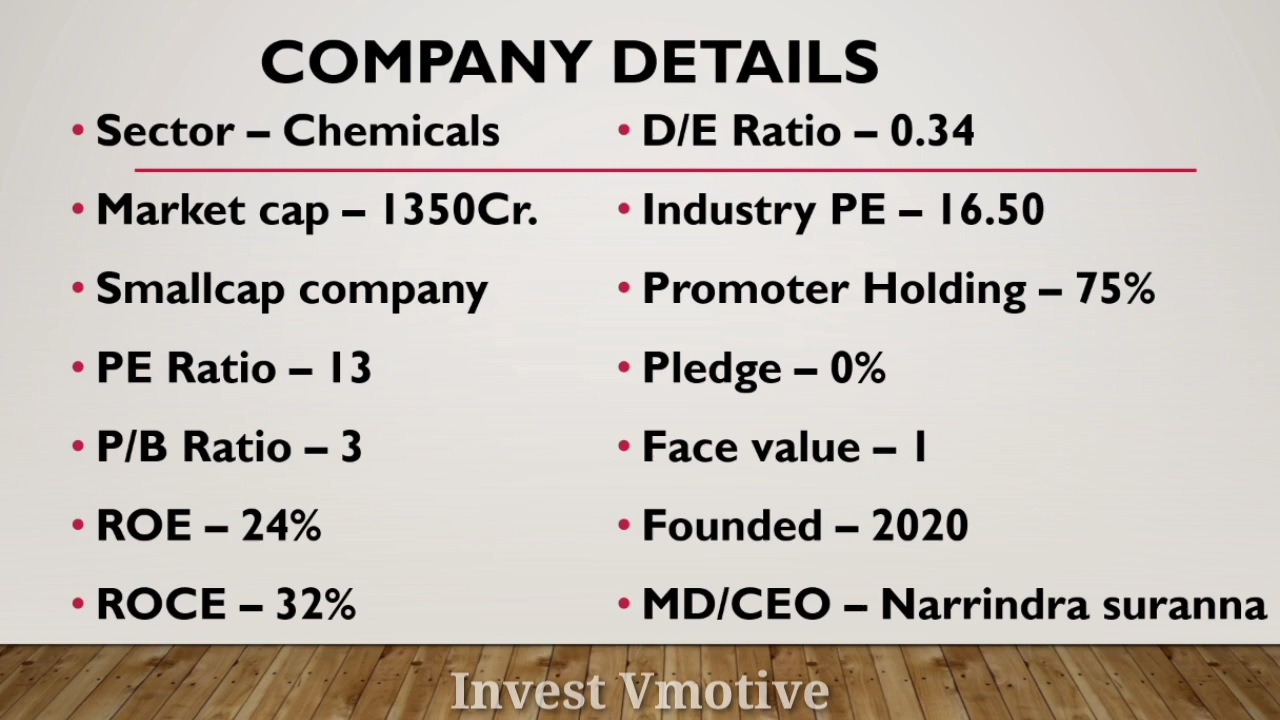 COMPANY DETAILS
• Sector – Chemicals
• Market cap – 1350Cr.
• Smallcap company
• PE Ratio – 13
• P/B Ratio – 3
• ROE – 24%
• ROCE – 32%
• D/E Ratio – 0.34
• Industry PE – 16.50
• Promoter Holding – 75%
• Pledge – 0%
• Face value – 1
• Founded – 2020
• MD/CEO – Narrindra suranna
Invest Vmotive